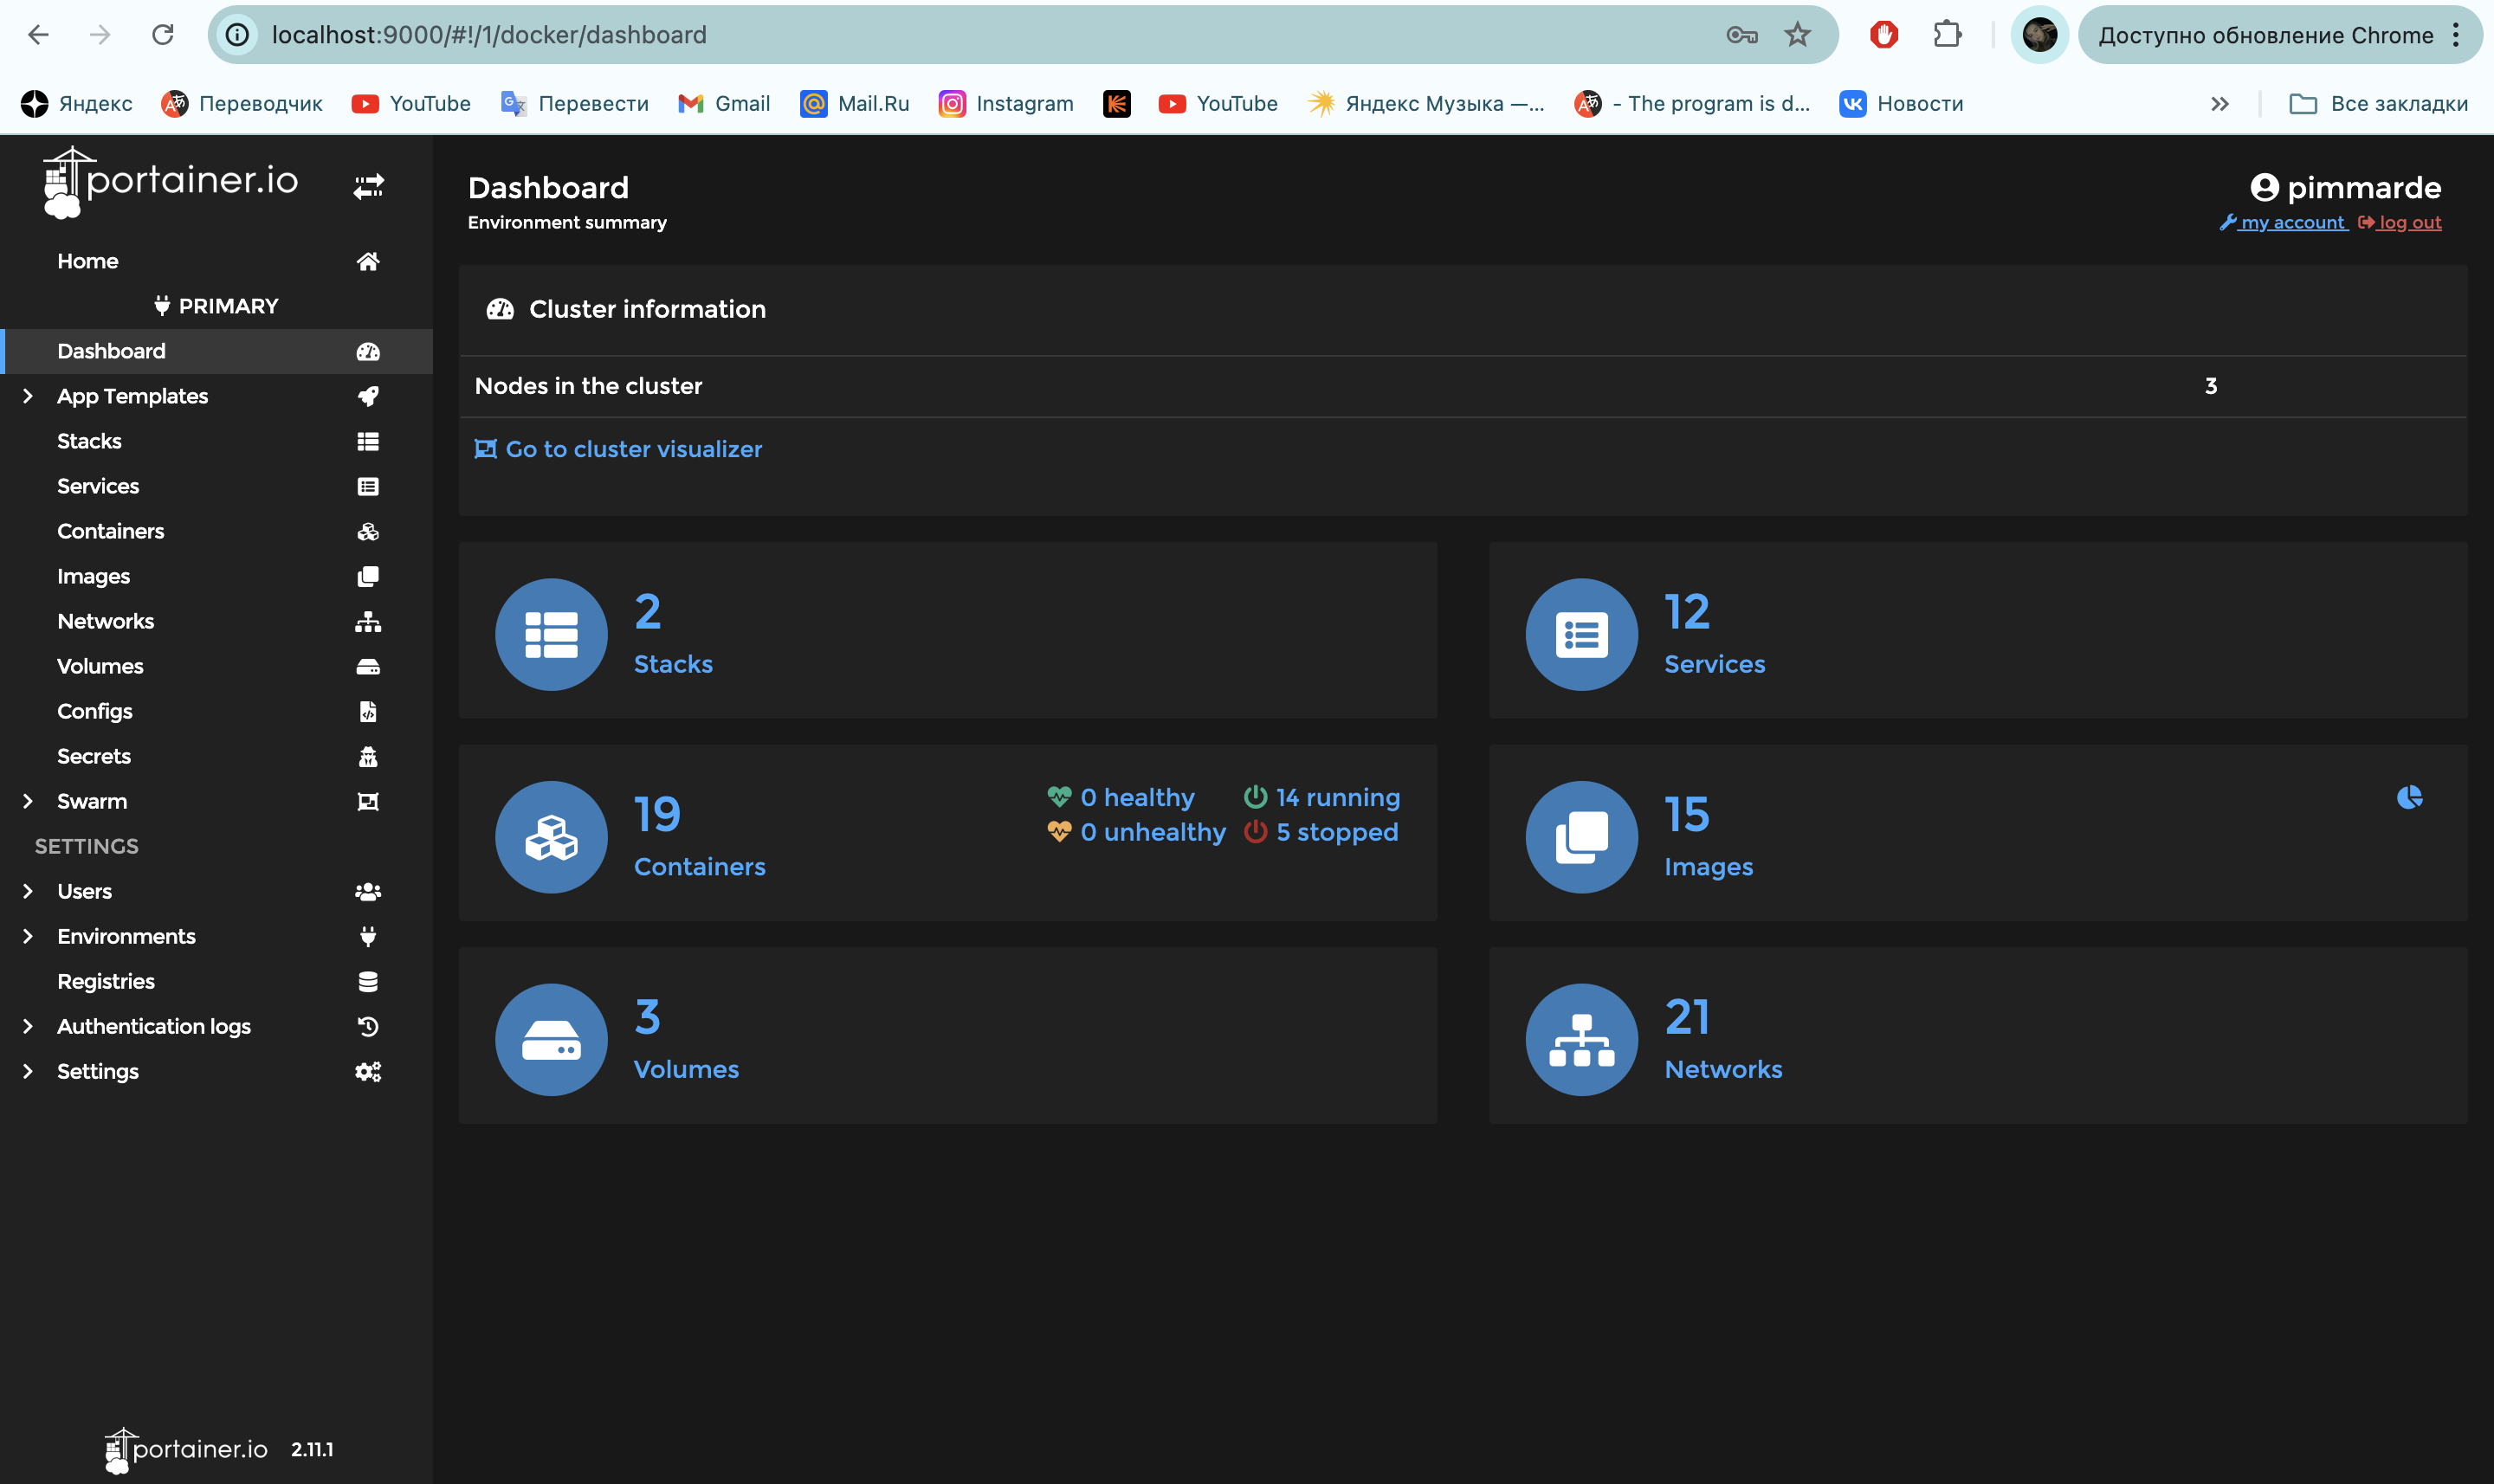 localhost:9000/#!/1/docker/dashboard
Доступно обновление Chrome
Яндекс
Переводчик
YouTube
Перевести
Gmail
Mail.Ru
Instagram
YouTube
Яндекс Музыка —...
- The program is d...
Новости
Все закладки
portainer.io
Home
PRIMARY
Dashboard
App Templates
Stacks
Services
Containers
Images
Networks
Volumes
Configs
Secrets
Swarm
SETTINGS
Users
Environments
Registries
Authentication logs
Settings
portainer.io 2.11.1
Dashboard
Environment summary
pimmarde
my account log out
Cluster information
Nodes in the cluster 3
Go to cluster visualizer
2
Stacks
12
Services
19
Containers
0 healthy 14 running
0 unhealthy 5 stopped
15
Images
3
Volumes
21
Networks